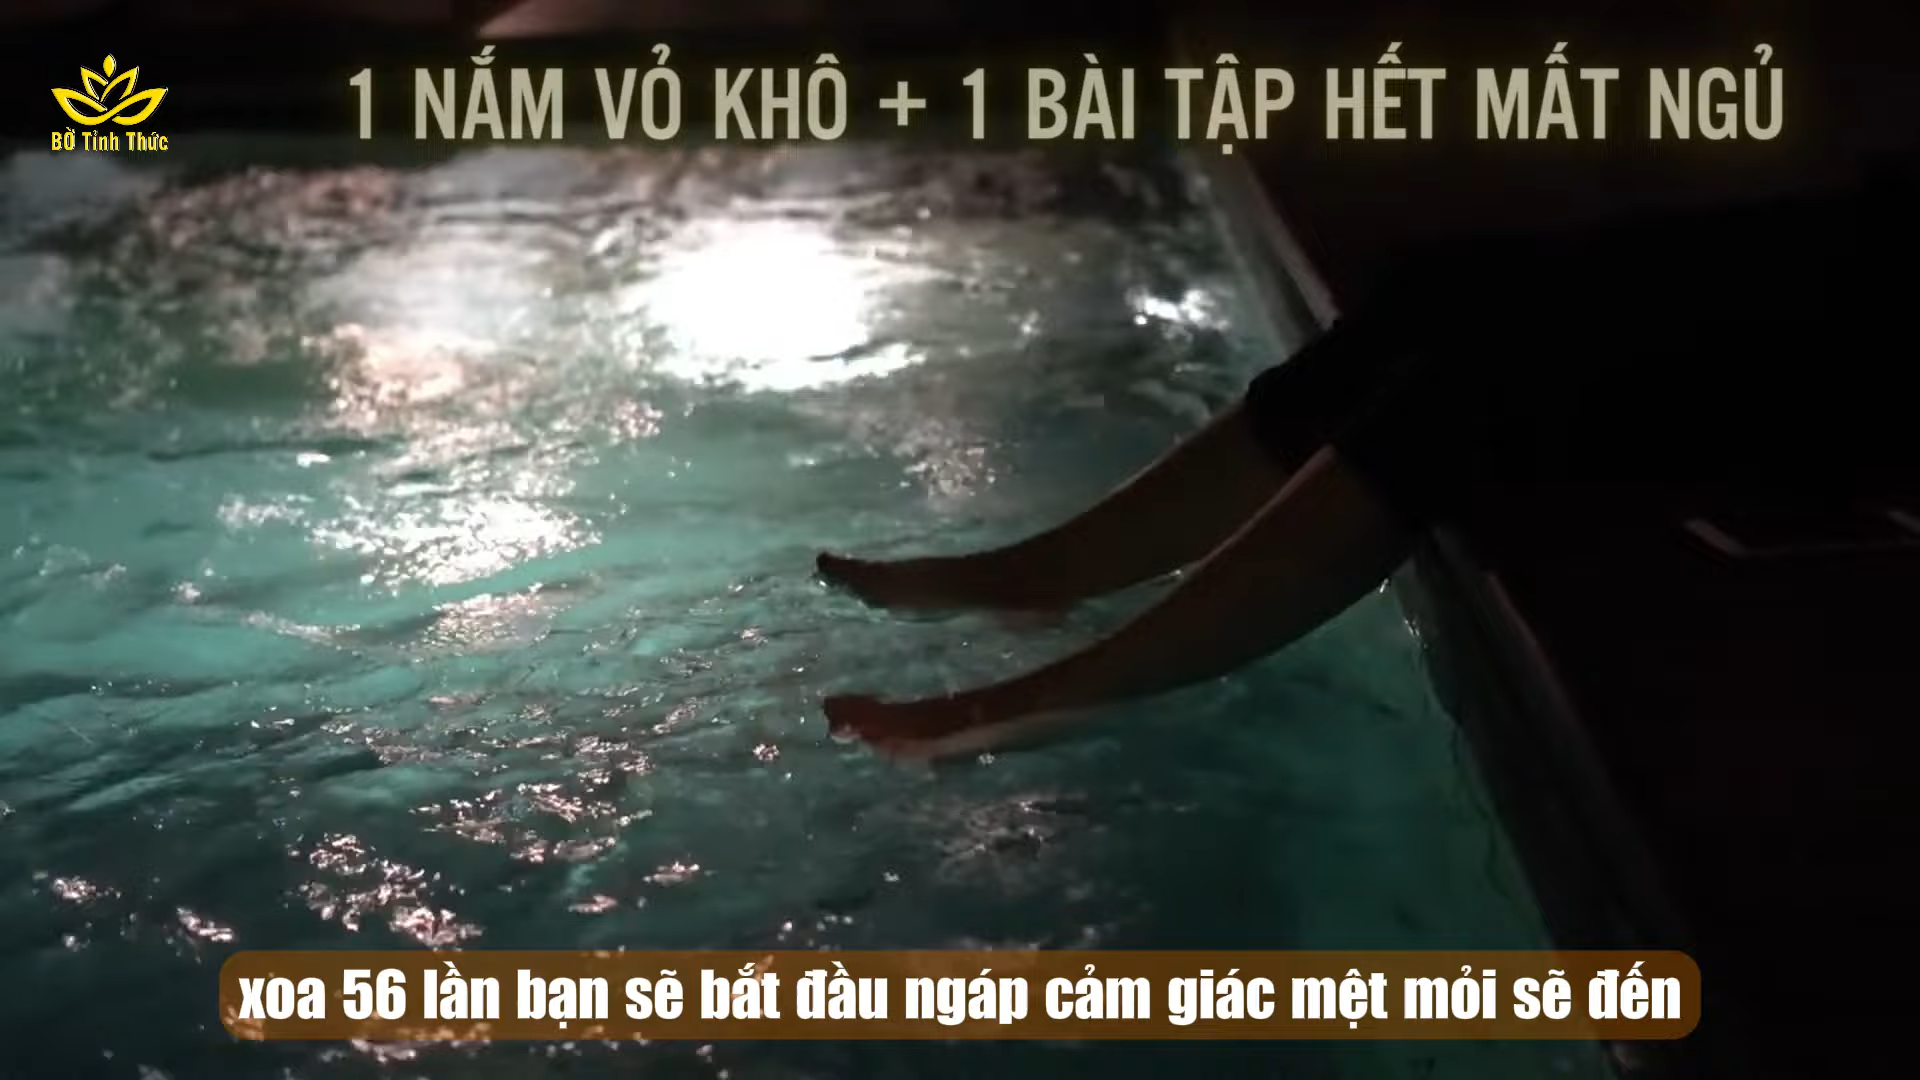 1 NẮM VỎ KHÔ + 1 BÀI TẬP HẾT MẤT NGỦ
BỜ Tỉnh Thức
xoa 56 lần bạn sẽ bắt đầu ngáp cảm giác mệt mỏi sẽ đến